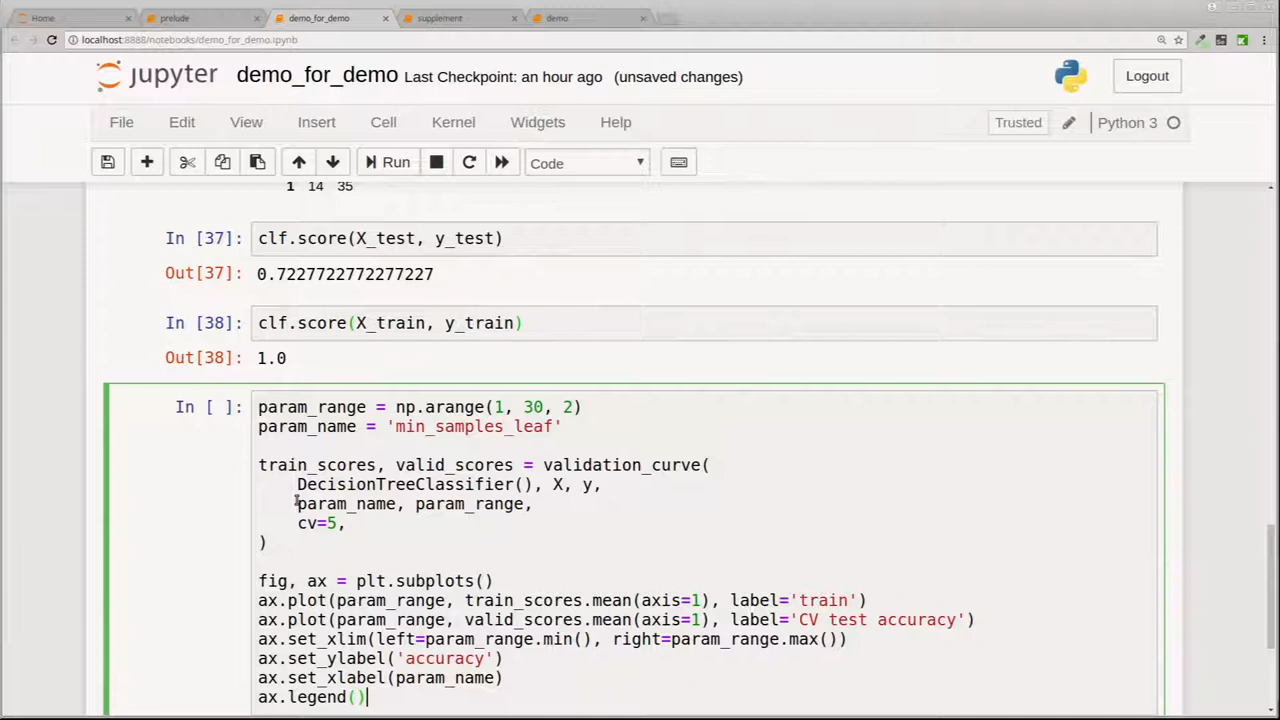 Home
prelude
demo_for_demo
supplement
demo
localhost:8888/notebooks/demo_for_demo.ipynb
jupyter demo_for_demo Last Checkpoint: an hour ago (unsaved changes)
Logout
File Edit View Insert Cell Kernel Widgets Help
Trusted
Python 3
Run
Code
1 14 35
In [37]: clf.score(X_test, y_test)
Out[37]: 0.7227722772277227
In [38]: clf.score(X_train, y_train)
Out[38]: 1.0
In [ ]: param_range = np.arange(1, 30, 2)
param_name = 'min_samples_leaf'
train_scores, valid_scores = validation_curve(
DecisionTreeClassifier(), X, y,
param_name, param_range,
cv=5,
)
fig, ax = plt.subplots()
ax.plot(param_range, train_scores.mean(axis=1), label='train')
ax.plot(param_range, valid_scores.mean(axis=1), label='CV test accuracy')
ax.set_xlim(left=param_range.min(), right=param_range.max())
ax.set_ylabel('accuracy')
ax.set_xlabel(param_name)
ax.legend()